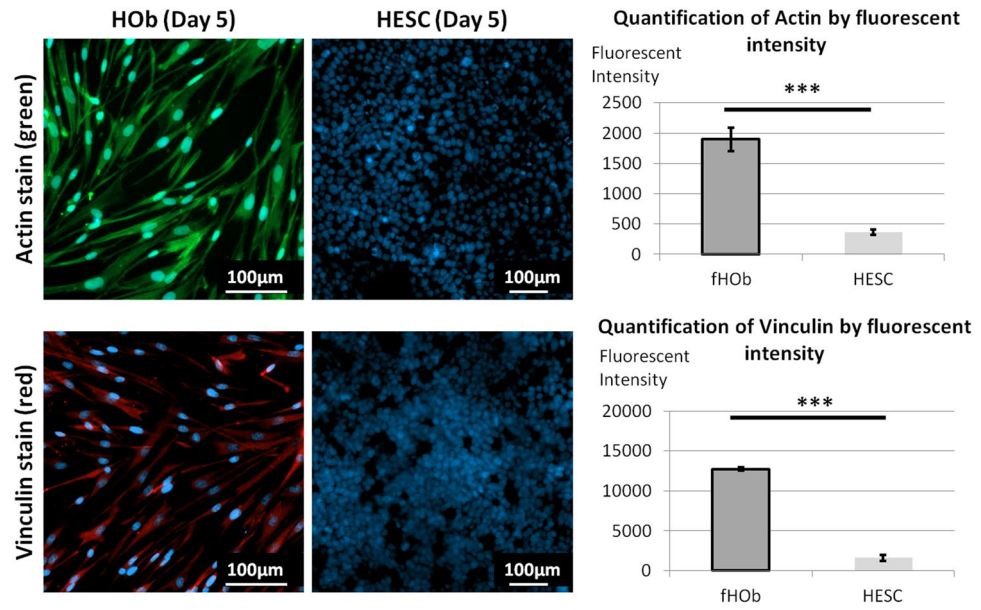 HOb (Day 5)
HESC (Day 5)
Actin stain (green)
100µm
100µm
Vinculin stain (red)
100µm
100µm
Quantification of Actin by fluorescent
intensity
Fluorescent
Intensity
***
2500
2000
1500
1000
500
0
fHOb
HESC
Quantification of Vinculin by fluorescent
intensity
Fluorescent
Intensity
***
20000
15000
10000
5000
0
fHOb
HESC